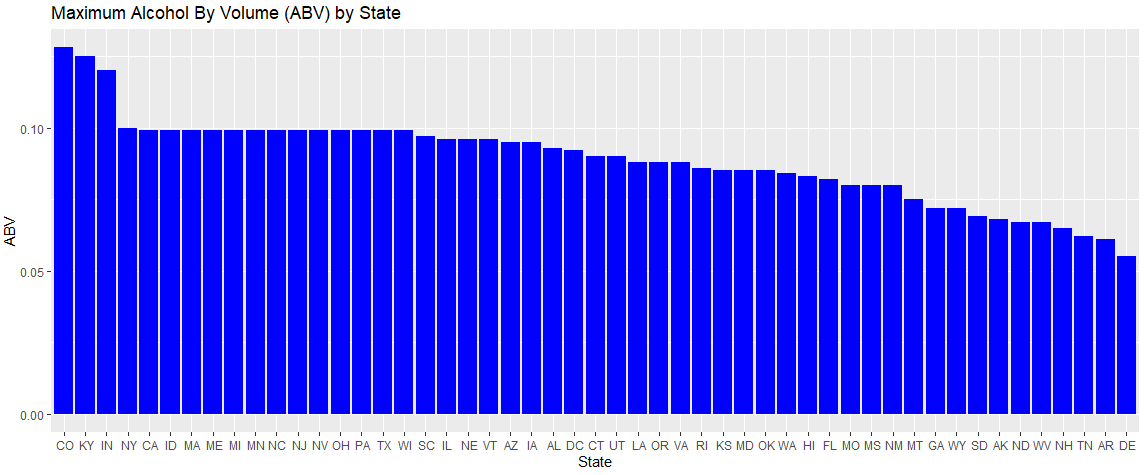 Maximum Alcohol By Volume (ABV) by State
ABV
0.10
0.05
0.00
CO KY IN NY CA ID MA ME MI MN NC NJ NV OH PA TX WI SC IL NE VT AZ IA AL DC CT UT LA OR VA RI KS MD OK WA HI FL MO MS NM MT GA WY SD AK ND WV NH TN AR DE
State